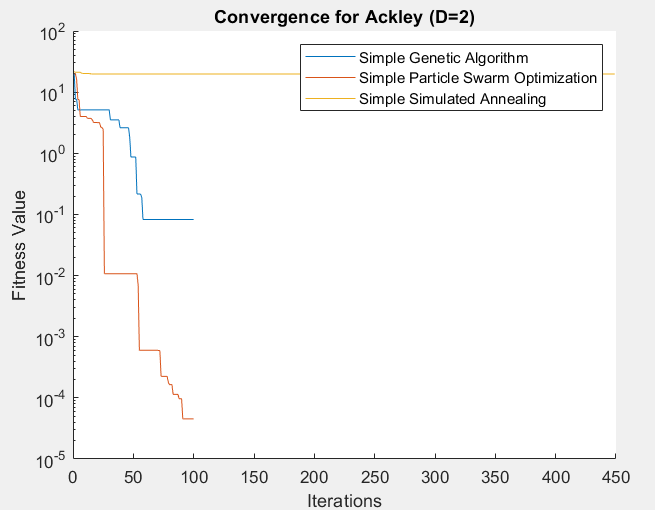 Convergence for Ackley (D=2)
Simple Genetic Algorithm
Simple Particle Swarm Optimization
Simple Simulated Annealing
10^2
10^1
10^0
10^-1
10^-2
10^-3
10^-4
10^-5
Fitness Value
0 50 100 150 200 250 300 350 400 450
Iterations